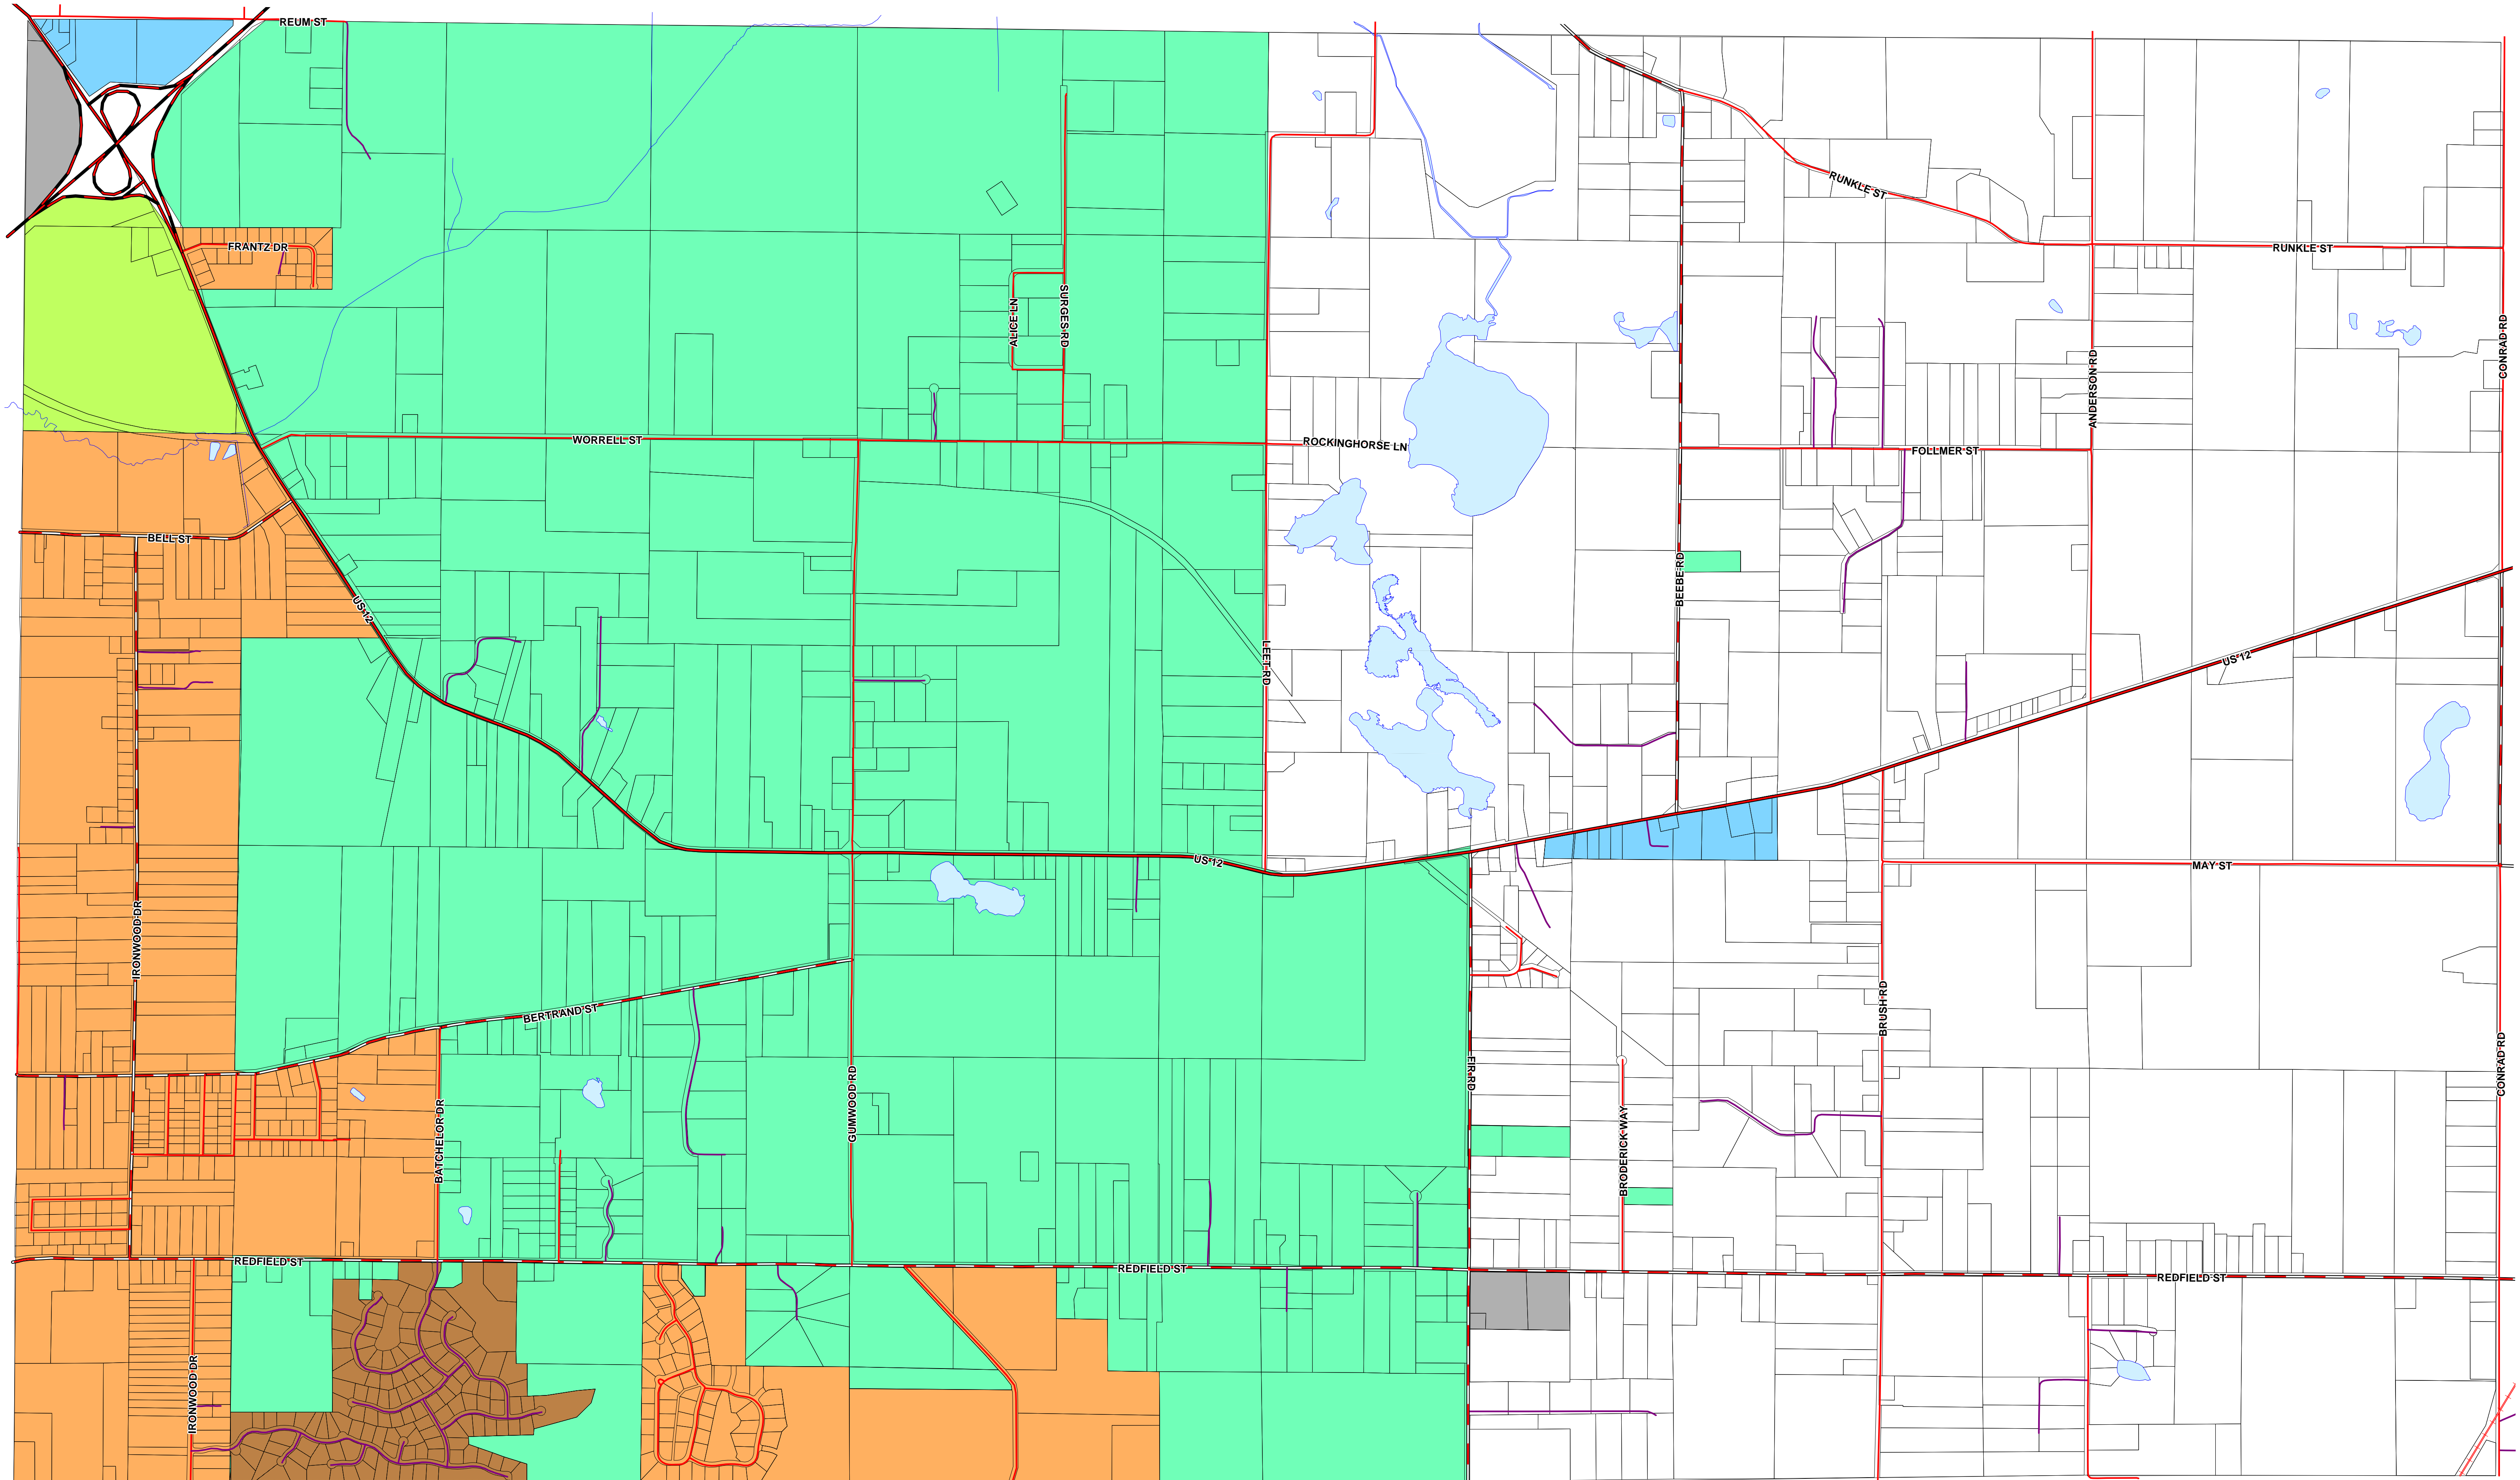 REUM ST
RUNKLE ST
FRANTZ DR
RUNKLE ST
ALICE LN
SURGES RD
CONRAD RD
ANDERSON RD
WORRELL ST
ROCKINGHORSE LN
FOLLMER ST
BELL ST
BEEBE RD
US 12
LEET RD
US 12
US 12
MAY ST
IRONWOOD DR
BRUSH RD
BERTRAND ST
FIR RD
CONRAD RD
GUMWOOD RD
BATCHELOR DR
BRODERICK WAY
REDFIELD ST
REDFIELD ST
REDFIELD ST
IRONWOOD DR